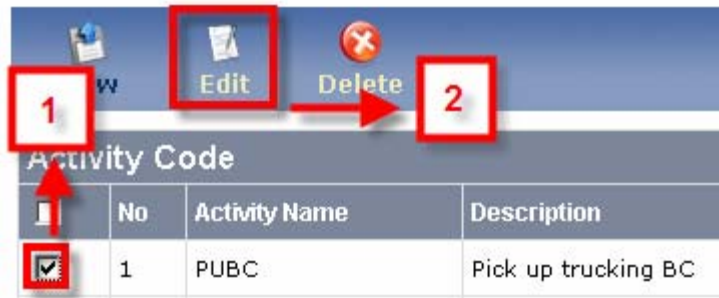 w Edit Delete
1 2
Activity Code
No Activity Name Description
1 PUBC Pick up trucking BC